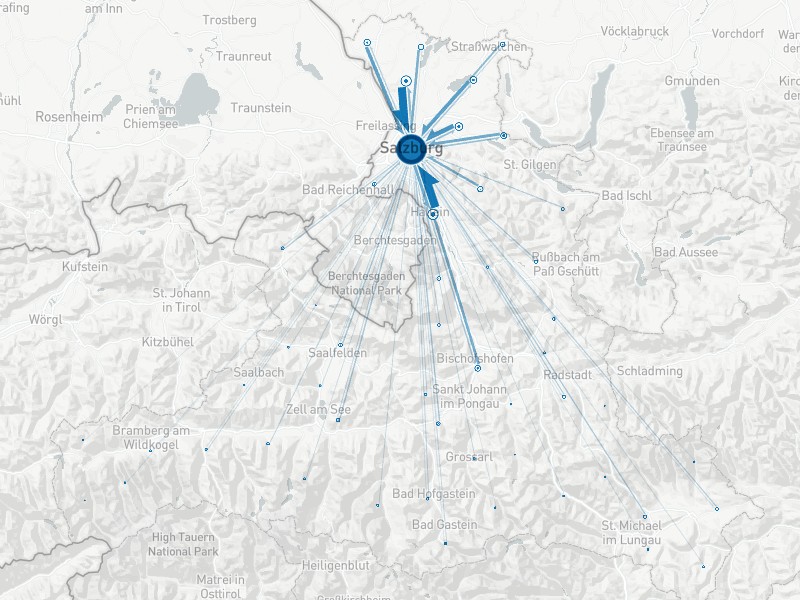 Trostberg
am Inn
Vöcklabruck
Vorchdorf
Straßwalchen
Traunreut
Gmunden
Prien am
Chiemsee
Traunstein
Rosenheim
Freilassing
Salzburg
Ebensee am
Traunsee
St. Gilgen
Bad Reichenhall
Bad Ischl
Hallein
Berchtesgaden
Bad Aussee
Kufstein
Rußbach am
Paß Gschütt
Berchtesgaden
National Park
St. Johann
in Tirol
Wörgl
Kitzbühel
Saalfelden
Bischofshofen
Saalbach
Radstadt
Schladming
Sankt Johann
im Pongau
Zell am See
Bramberg am
Wildkogel
Grossarl
Bad Hofgastein
Bad Gastein
St. Michael
im Lungau
High Tauern
National Park
Heiligenblut
Matrei in
Osttirol